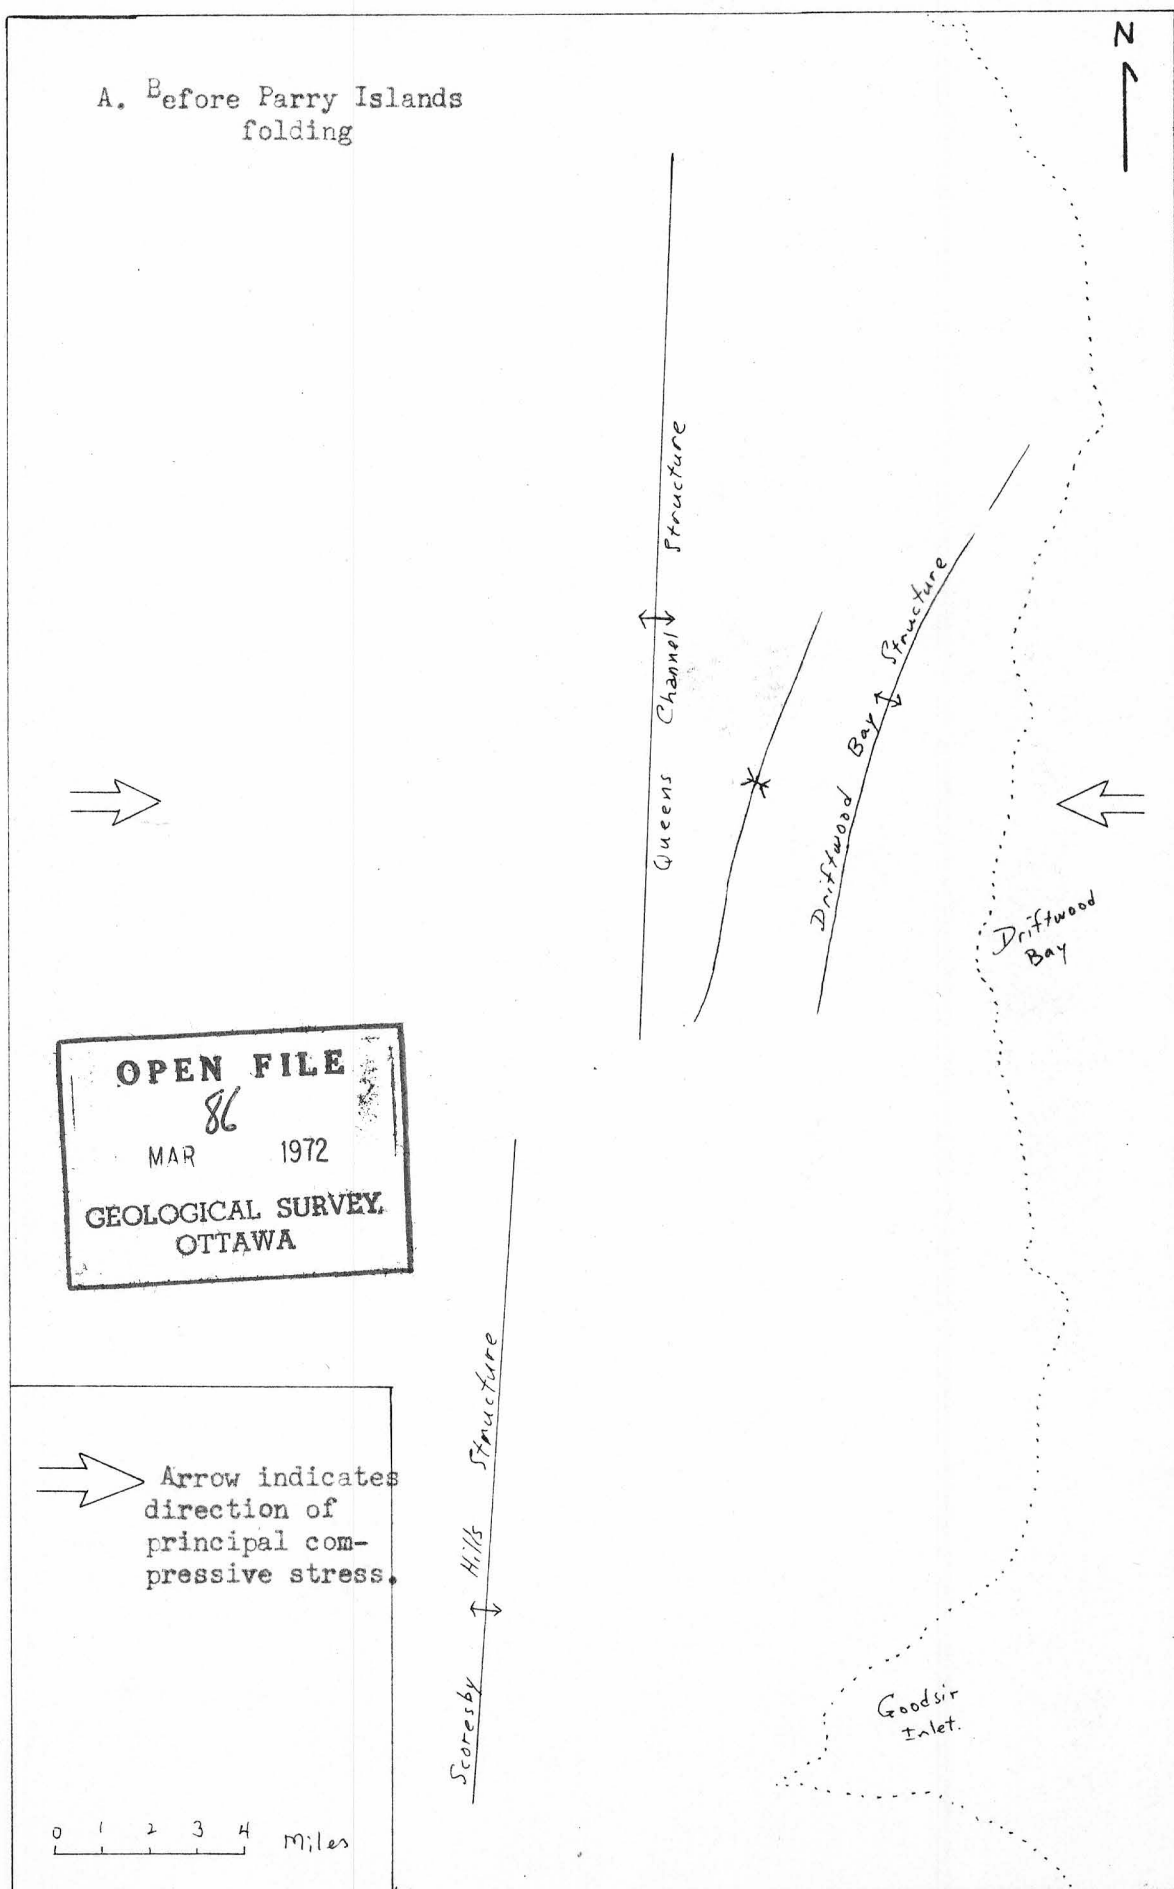 A. Before Parry Islands
folding
N
Queens Channel Structure
Driftwood Bay Structure
Driftwood
Bay
OPEN FILE
86
MAR 1972
GEOLOGICAL SURVEY,
OTTAWA
Scoresby Hills Structure
Arrow indicates
direction of
principal com-
pressive stress.
Goodsir
Inlet.
0 1 2 3 4 Miles